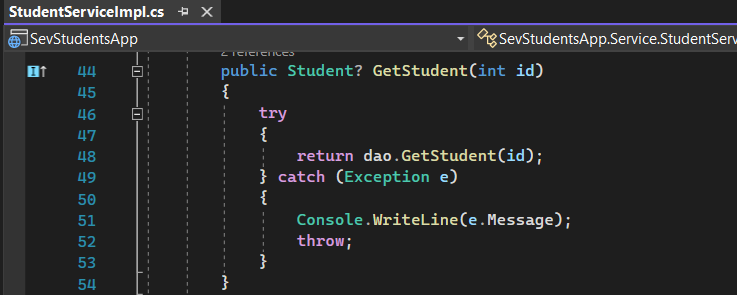 StudentServiceImpl.cs
SevStudentsApp SevStudentsApp.Service.StudentServ
2 references
44 public Student? GetStudent(int id)
45 {
46 try
47 {
48 return dao.GetStudent(id);
49 } catch (Exception e)
50 {
51 Console.WriteLine(e.Message);
52 throw;
53 }
54 }